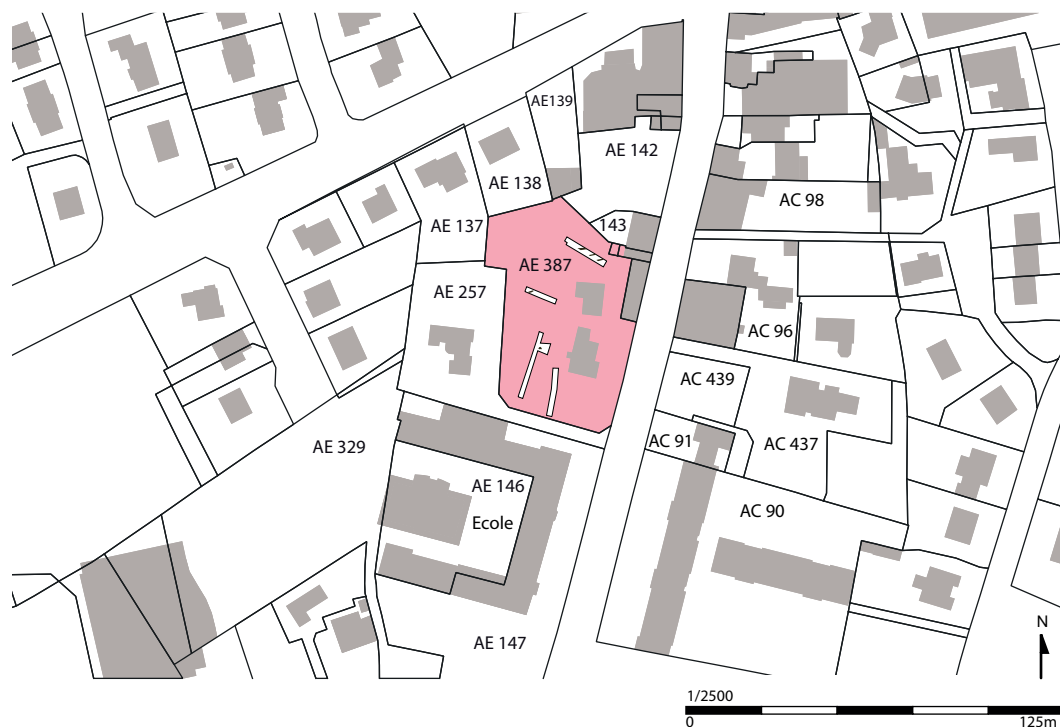 AE139
AE 142
AE 138
AC 98
AE 137
143
AE 387
AE 257
AC 96
AC 439
AC 91
AC 437
AE 329
AE 146
Ecole
AC 90
AE 147
N
1/2500
0 125m